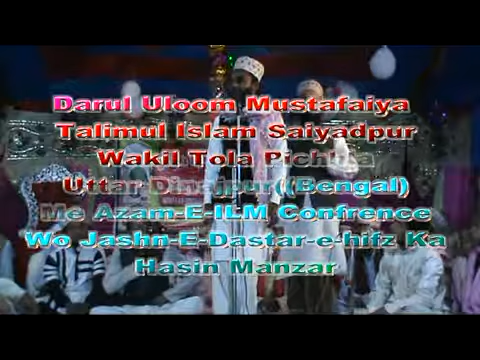 Darul Uloom Mustafaiya
Talimul Islam Saiyadpur
Wakil Tola
Uttar Dinajpur((Bengal)
Me Azam-E-ILM Confrence
Wo Jashn-E-Dastar-e-hifz Ka
Hasin Manzar